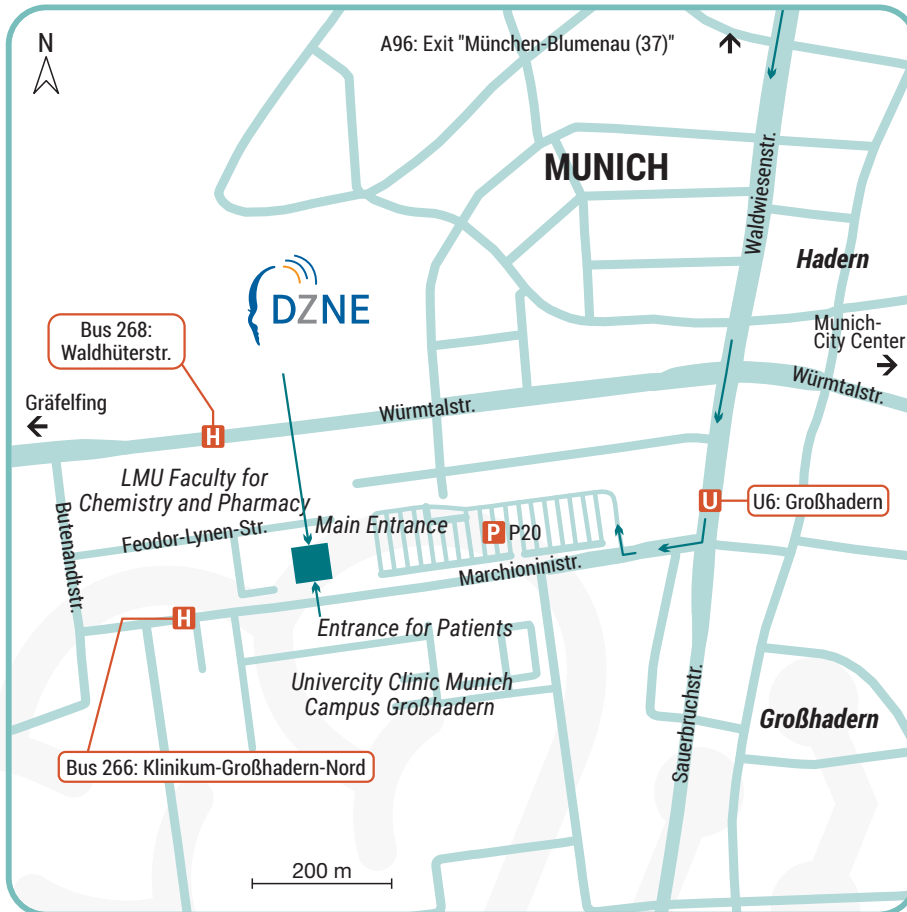 N
A96: Exit "München-Blumenau (37)"
MUNICH
Waldwiesenstr.
Hadern
DZNE
Bus 268:
Waldhüterstr.
Munich-
City Center
Würmtalstr.
Gräfelfing
Würmtalstr.
LMU Faculty for
Chemistry and Pharmacy
H
U
U6: Großhadern
Butenandtstr.
Feodor-Lynen-Str.
Main Entrance
P
P20
Marchioninistr.
H
Entrance for Patients
Univercity Clinic Munich
Campus Großhadern
Sauerbruchstr.
Großhadern
Bus 266: Klinikum-Großhadern-Nord
200 m